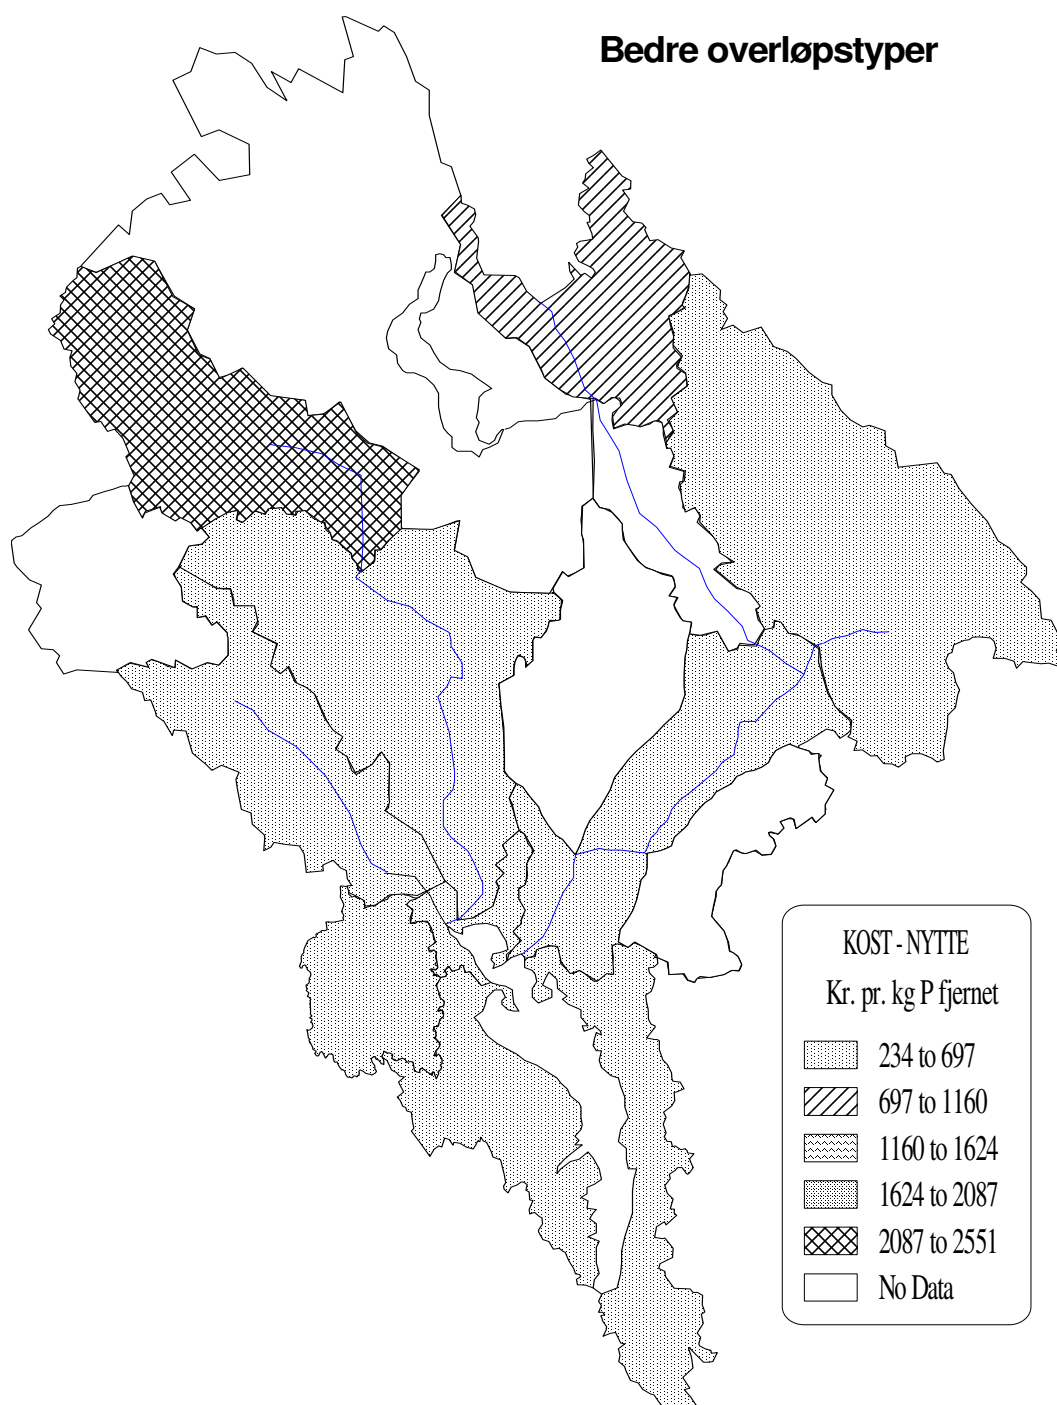 Bedre overløpstyper
KOST - NYTTE
Kr. pr. kg P fjernet
234 to 697
697 to 1160
1160 to 1624
1624 to 2087
2087 to 2551
No Data